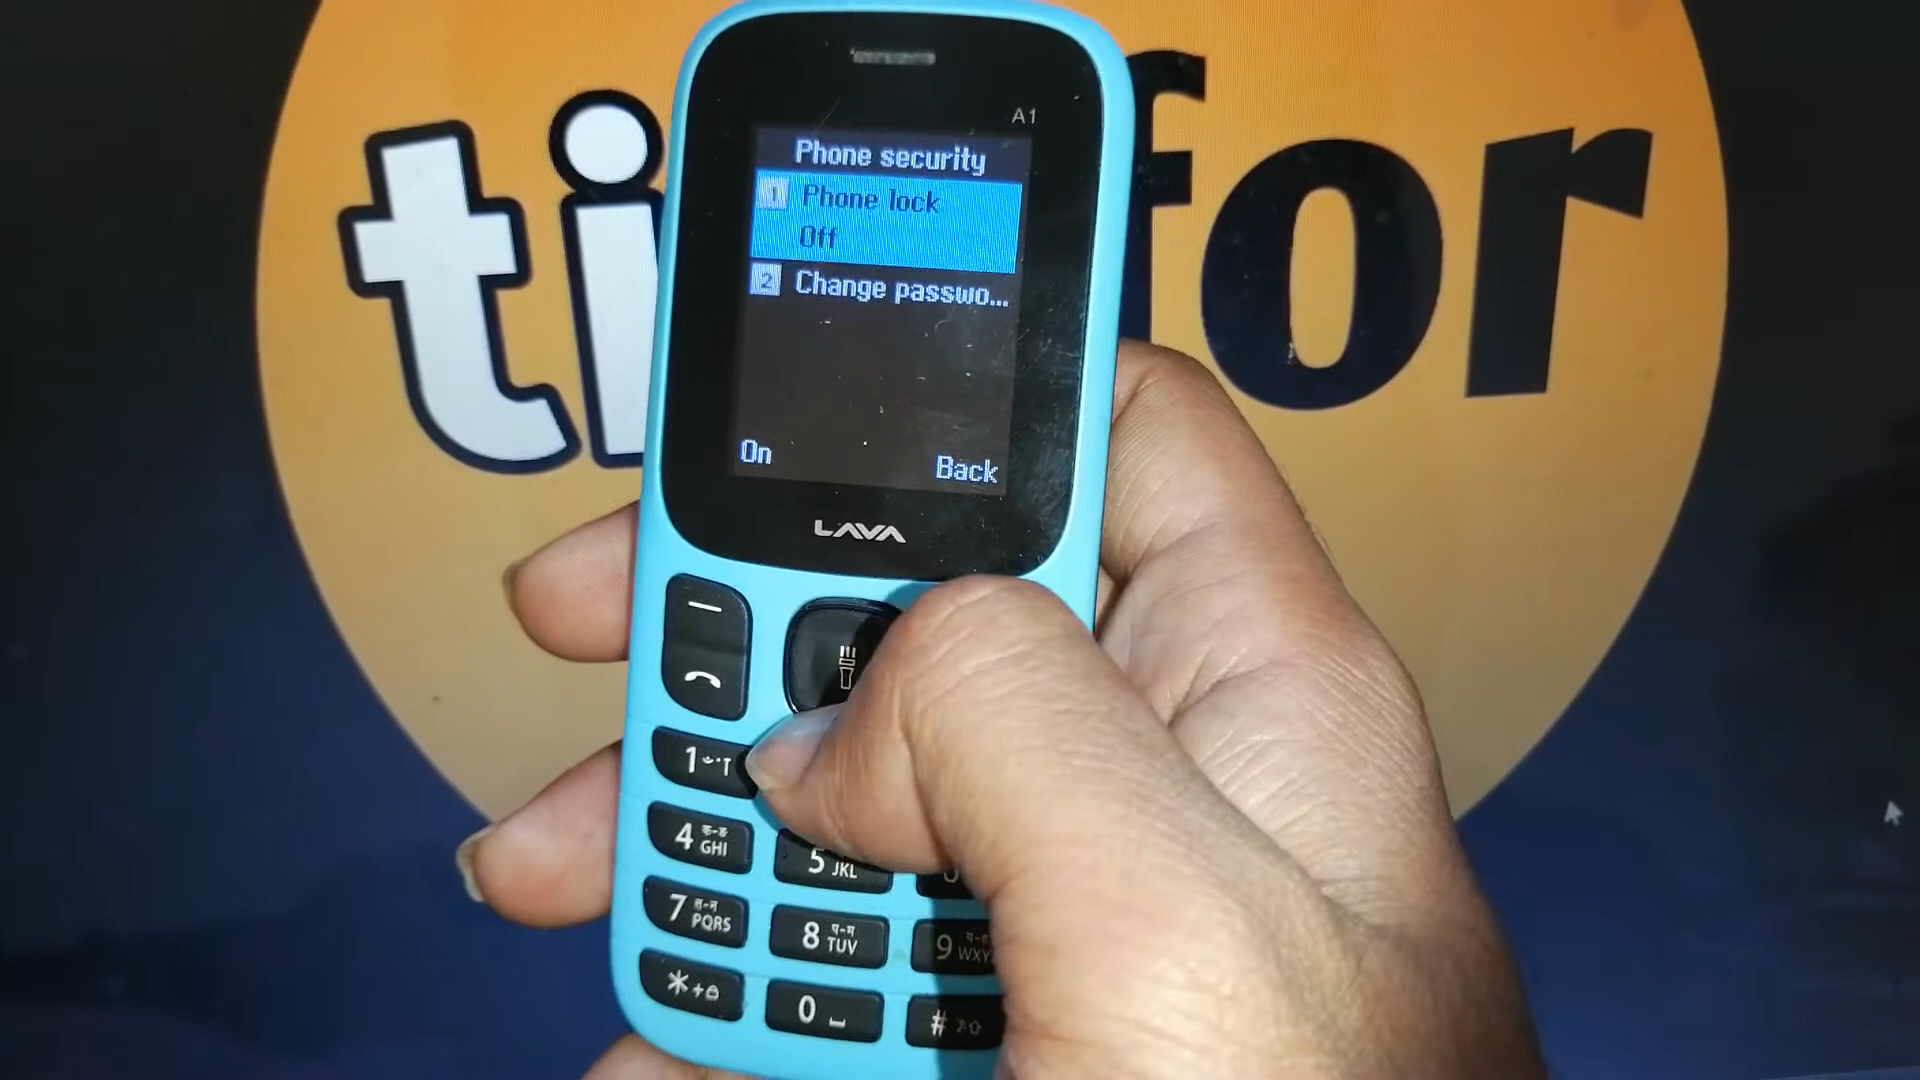 ti for
A1
Phone security
1 Phone lock
Off
2 Change passwo...
On Back
LAVA
1
4 क-ङ GHI
5 JKL
7 PQRS
8 प-म TUV
9 WXY
* +
0
#